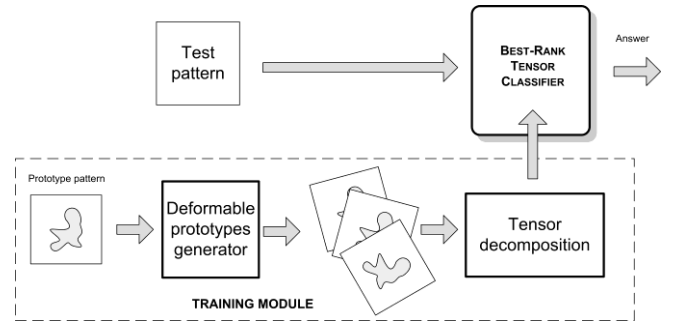 Test
pattern
BEST-RANK
TENSOR
CLASSIFIER
Answer
Prototype pattern
Deformable
prototypes
generator
Tensor
decomposition
TRAINING MODULE